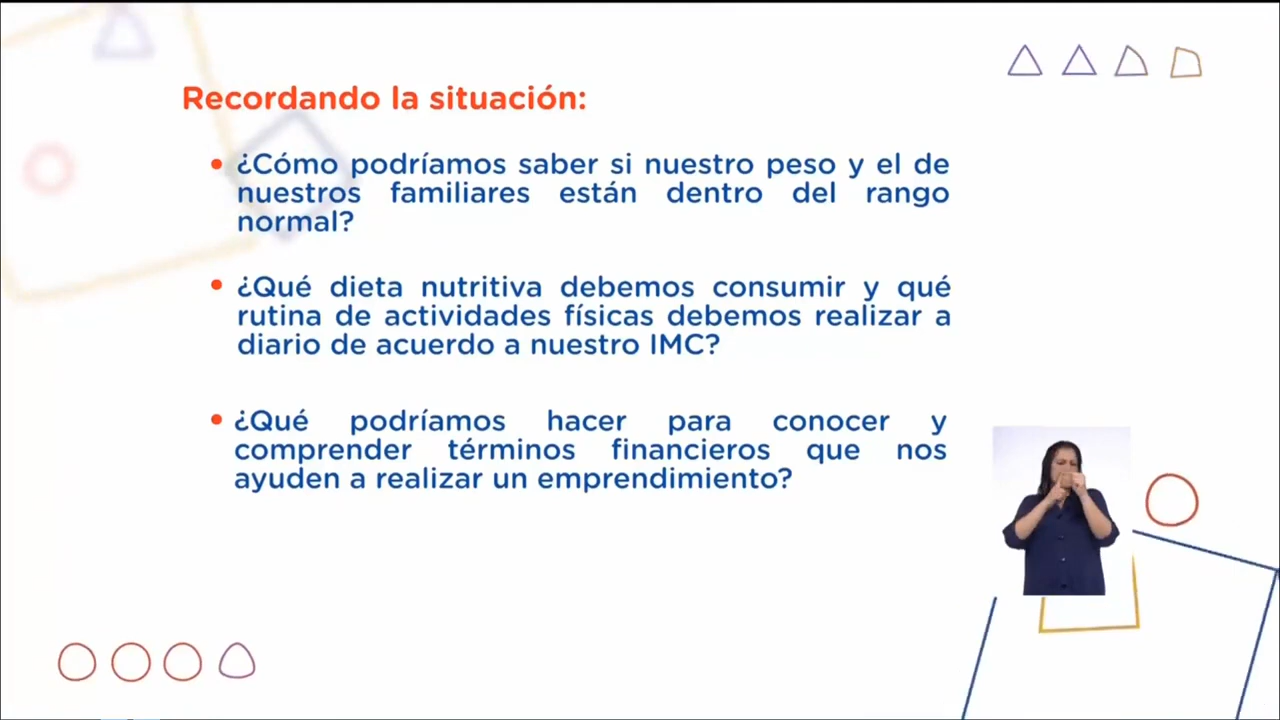 Recordando la situación:
• ¿Cómo podríamos saber si nuestro peso y el de
nuestros familiares están dentro del rango
normal?
• ¿Qué dieta nutritiva debemos consumir y qué
rutina de actividades físicas debemos realizar a
diario de acuerdo a nuestro IMC?
• ¿Qué podríamos hacer para conocer y
comprender términos financieros que nos
ayuden a realizar un emprendimiento?